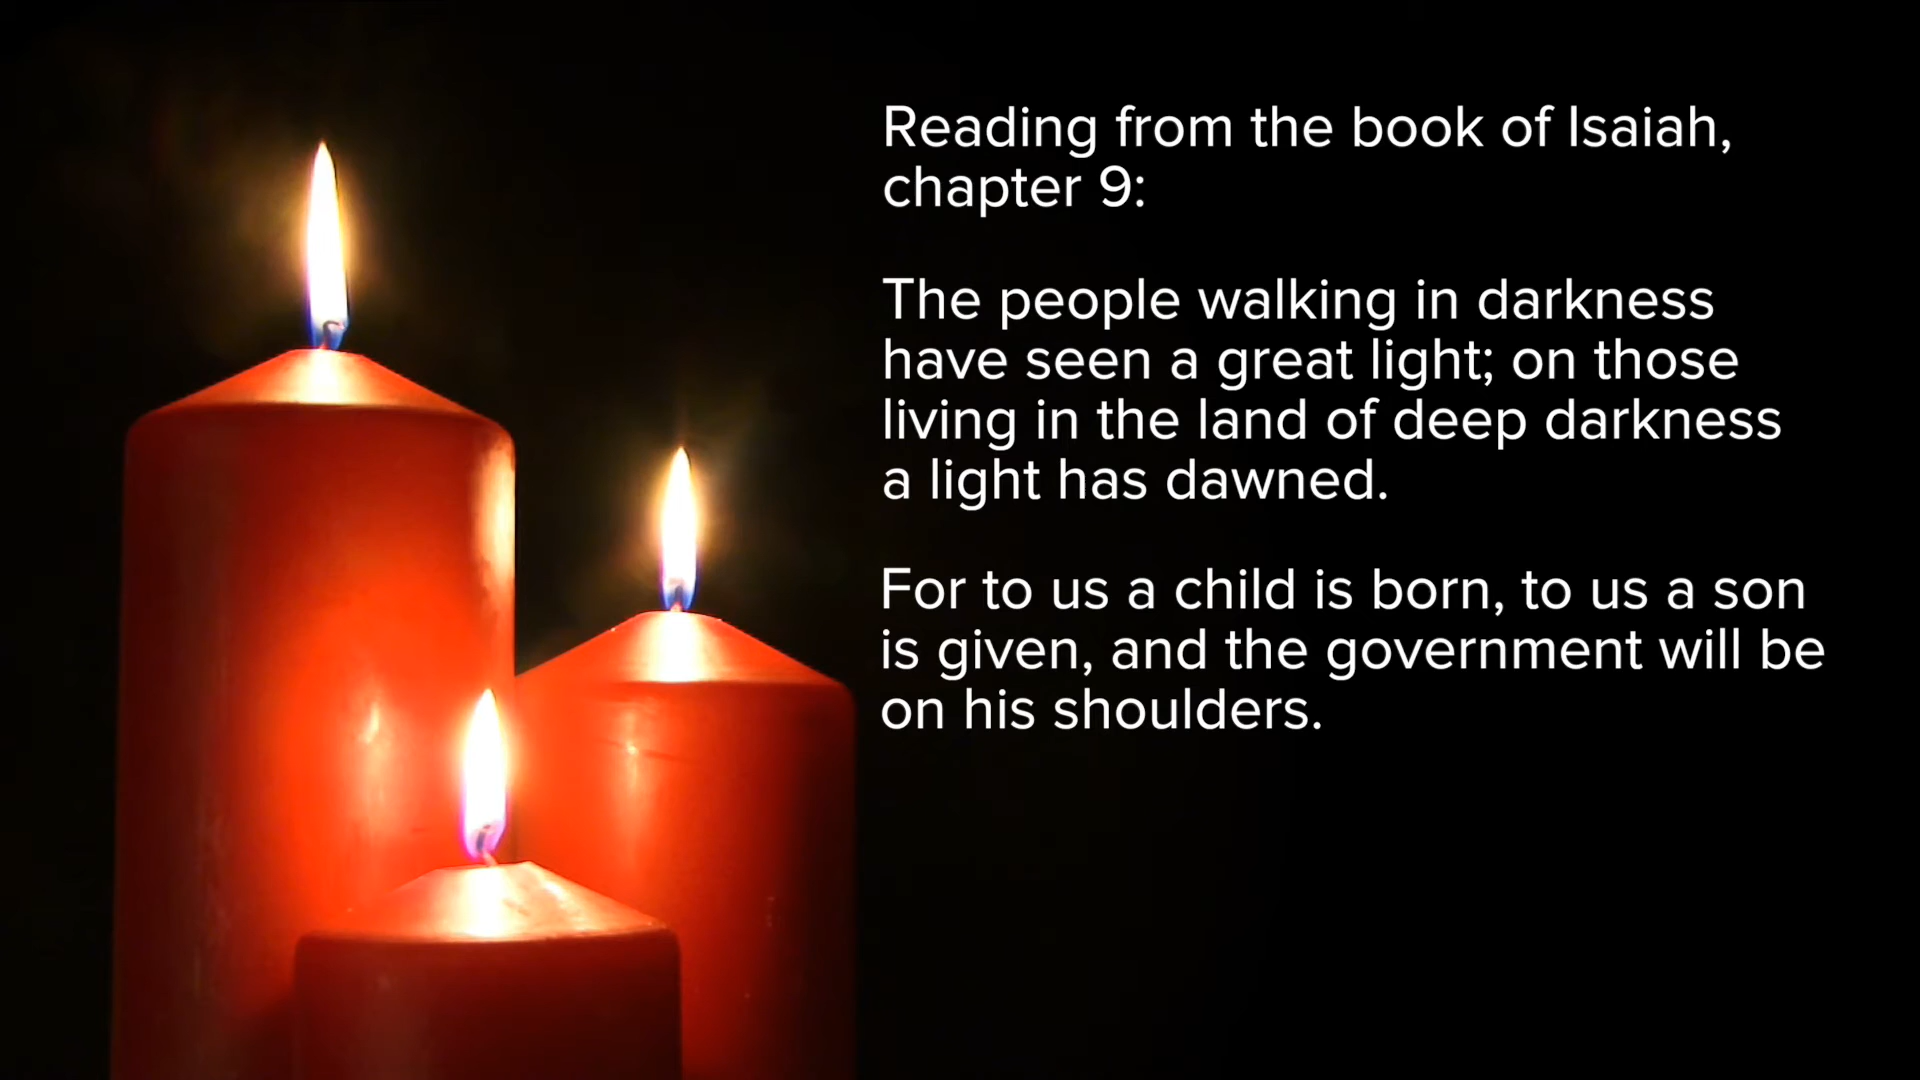 Reading from the book of Isaiah,
chapter 9:
The people walking in darkness
have seen a great light; on those
living in the land of deep darkness
a light has dawned.
For to us a child is born, to us a son
is given, and the government will be
on his shoulders.